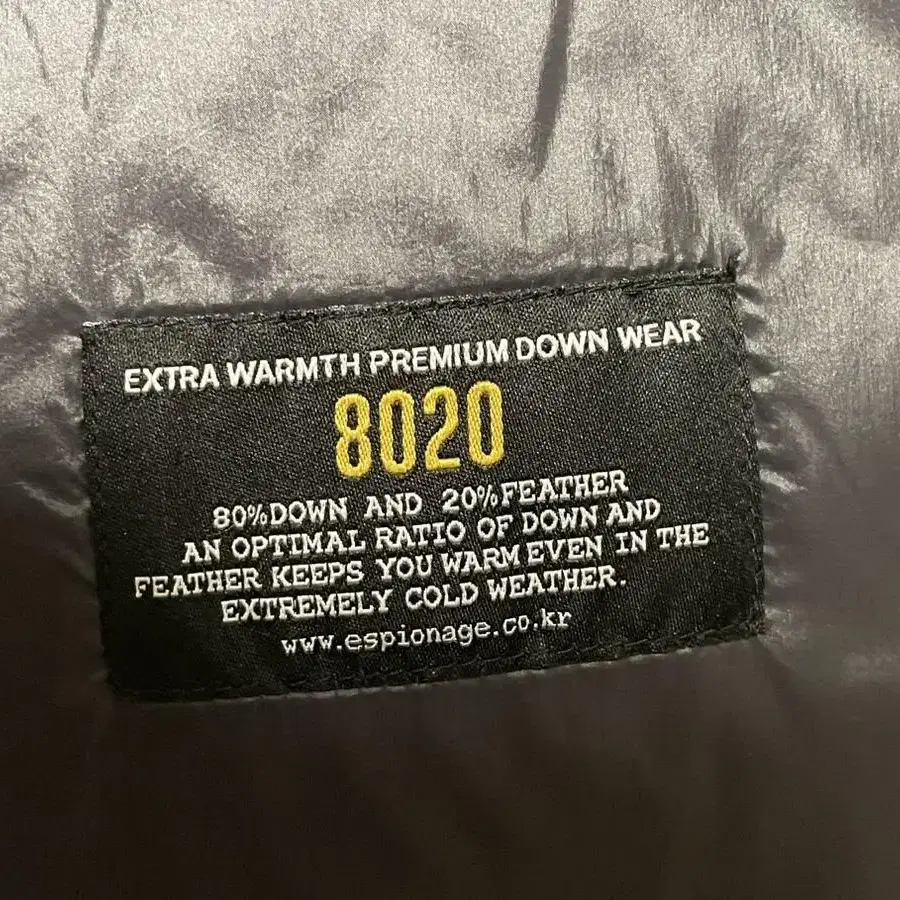 EXTRA WARMTH PREMIUM DOWN WEAR
8020
80%DOWN AND 20%FEATHER
AN OPTIMAL RATIO OF DOWN AND
FEATHER KEEPS YOU WARM EVEN IN THE
EXTREMELY COLD WEATHER.
www.espionage.co.kr